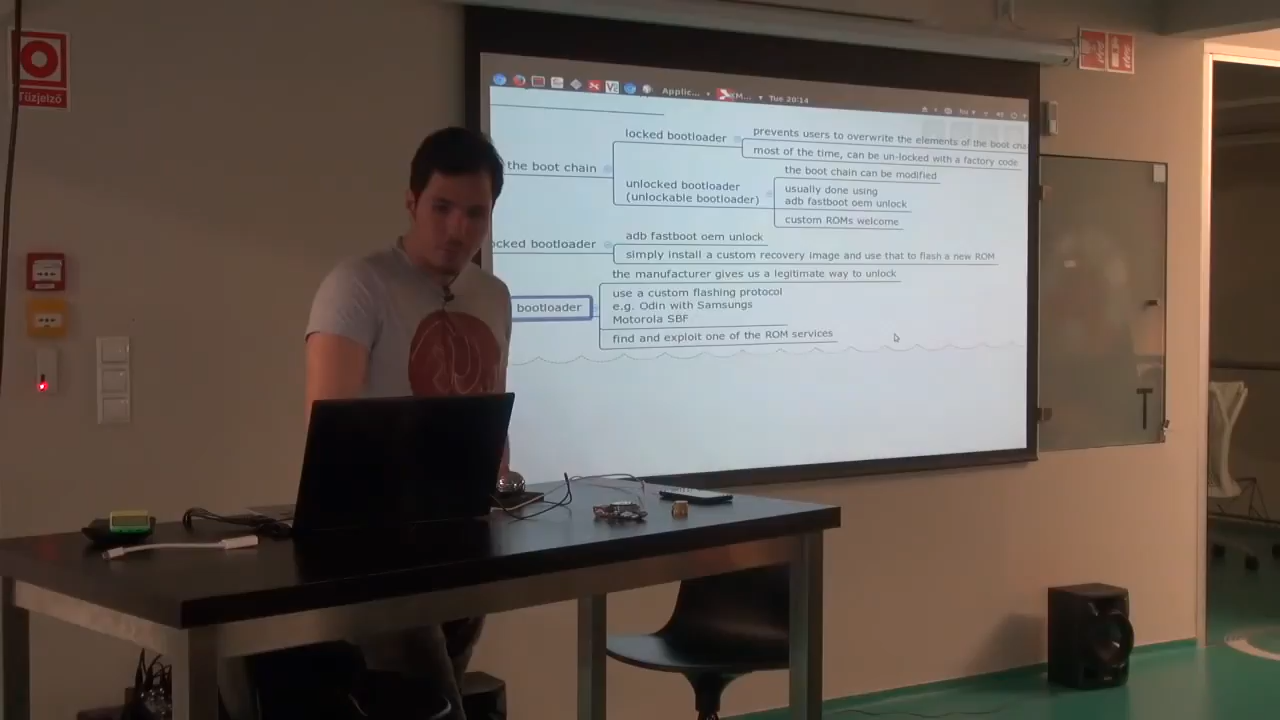 Tűzjelző
Applic...
Tue 20:14
locked bootloader
prevents users to overwrite the elements of the boot cha
most of the time, can be un-locked with a factory code
the boot chain
the boot chain can be modified
unlocked bootloader
(unlockable bootloader)
usually done using
adb fastboot oem unlock
custom ROMs welcome
ocked bootloader
adb fastboot oem unlock
simply install a custom recovery image and use that to flash a new ROM
the manufacturer gives us a legitimate way to unlock
bootloader
use a custom flashing protocol
e.g. Odin with Samsungs
Motorola SBF
find and exploit one of the ROM services